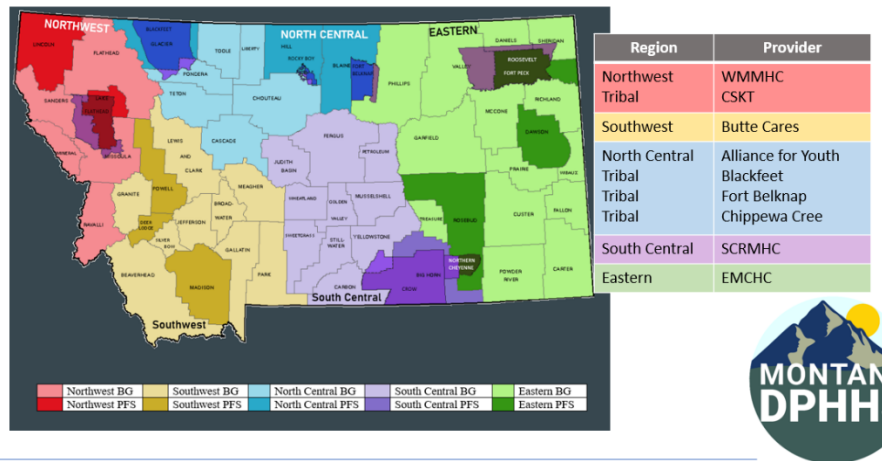 NORTHWEST
NORTH CENTRAL
EASTERN
LINCOLN
FLATHEAD
BLACKFEET
GLACIER
TOOLE
LIBERTY
HILL
ROCKY BOY
BLAINE
FORT
BELKNAP
PHILLIPS
VALLEY
DANIELS
SHERIDAN
ROOSEVELT
FORT PECK
PONDERA
TETON
CHOUTEAU
SANDERS
LAKE
FLATHEAD
MINERAL
MISSOULA
LEWIS
AND
CLARK
CASCADE
FERGUS
PETROLEUM
GARFIELD
MCCONE
RICHLAND
DAWSON
PRAIRIE
WIBAUX
JUDITH
BASIN
POWELL
GRANITE
RAVALLI
MEAGHER
BROAD-
WATER
WHEATLAND
GOLDEN
VALLEY
MUSSELSHELL
TREASURE
ROSEBUD
CUSTER
FALLON
DEER
LODGE
JEFFERSON
SILVER
BOW
GALLATIN
SWEETGRASS
STILL-
WATER
YELLOWSTONE
NORTHERN
CHEYENNE
BEAVERHEAD
MADISON
PARK
CARBON
CROW
BIG HORN
POWDER
RIVER
CARTER
Southwest
South Central
Northwest BG
Southwest BG
North Central BG
South Central BG
Eastern BG
Northwest PFS
Southwest PFS
North Central PFS
South Central PFS
Eastern PFS
Region Provider
Northwest WMMHC
Tribal CSKT
Southwest Butte Cares
North Central Alliance for Youth
Tribal Blackfeet
Tribal Fort Belknap
Tribal Chippewa Cree
South Central SCRMHC
Eastern EMCHC
MONTAN
DPHH